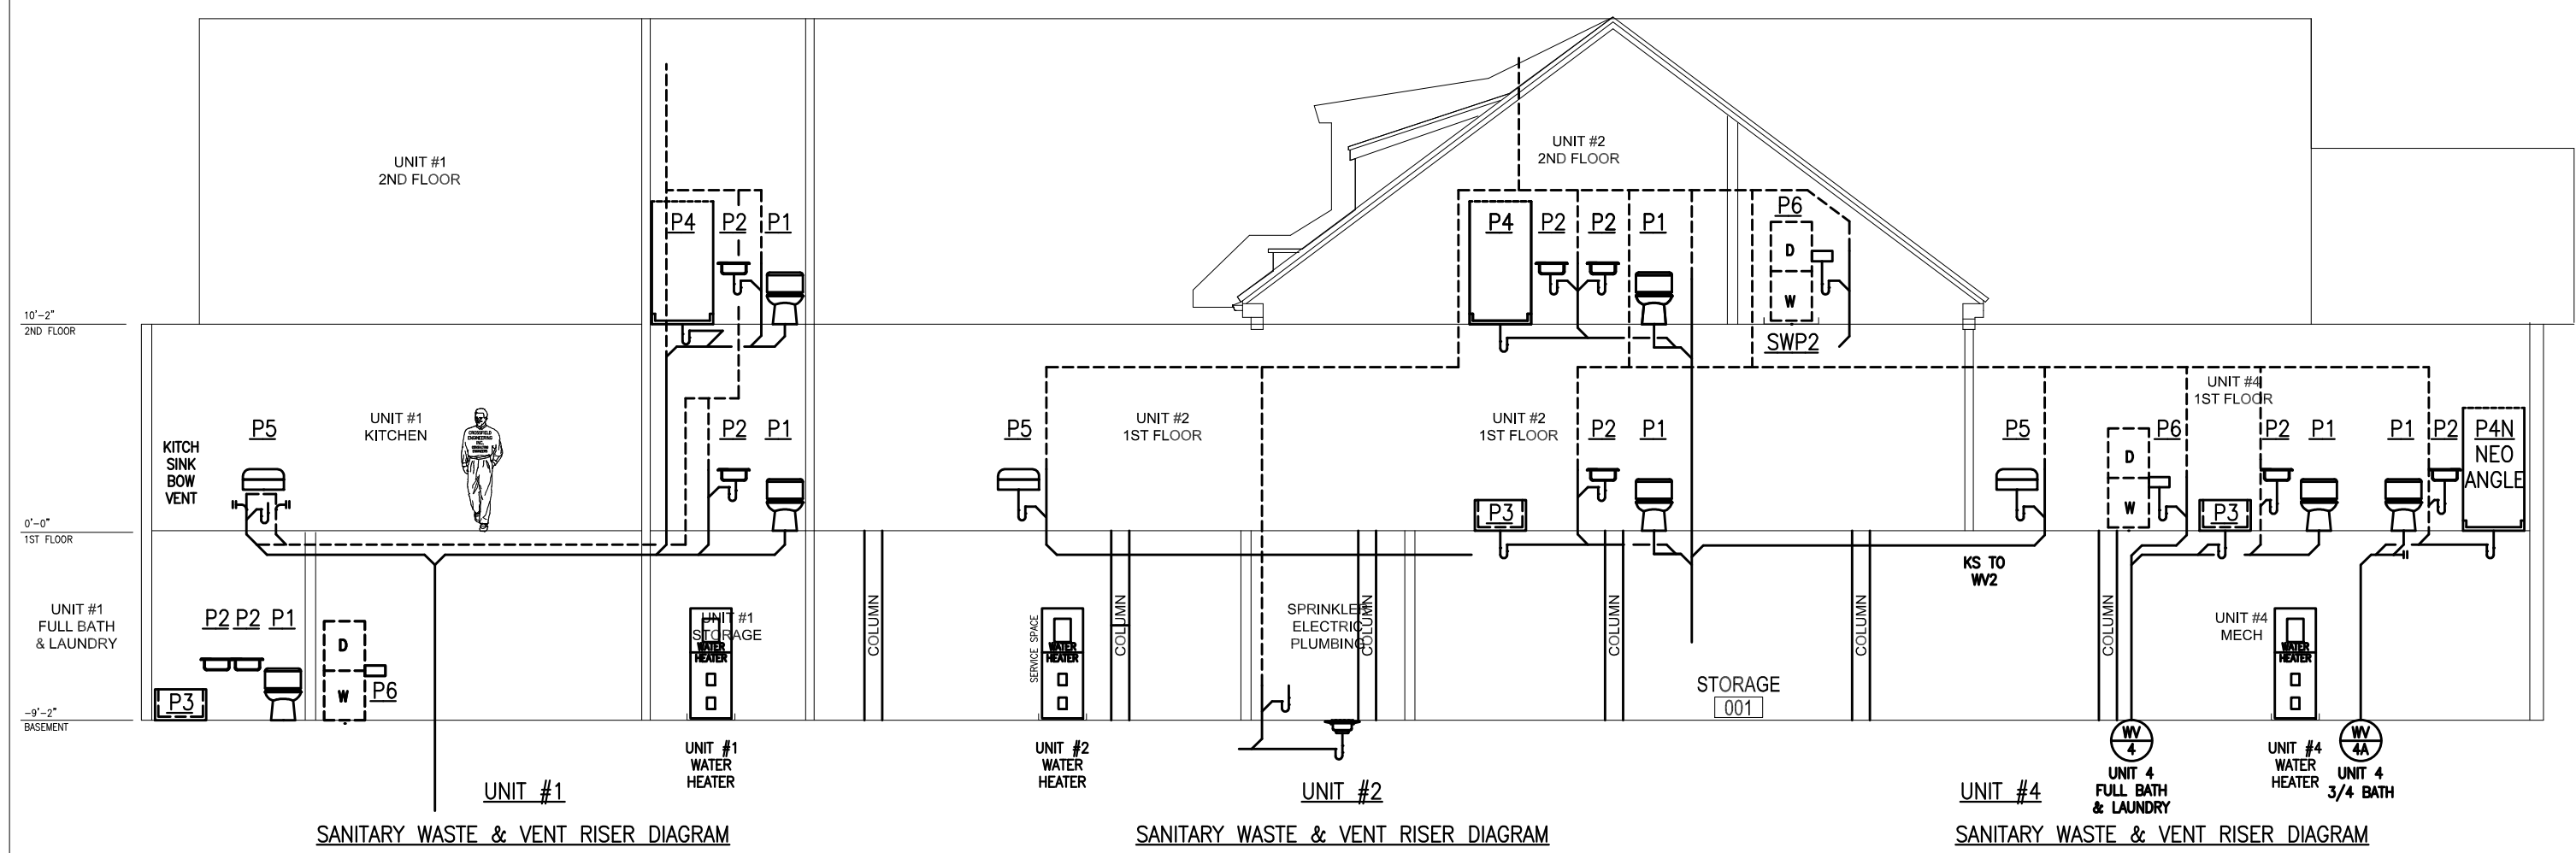 UNIT #1
2ND FLOOR
UNIT #2
2ND FLOOR
P4
P2
P1
P4
P2
P2
P1
P6
D
W
SWP2
10'-2"
2ND FLOOR
KITCH
SINK
BOW
VENT
P5
UNIT #1
KITCHEN
CROSSFIELD
ENGINEERING
INC.
P2
P1
P5
UNIT #2
1ST FLOOR
UNIT #2
1ST FLOOR
P3
P2
P1
P5
D
W
P6
UNIT #4
1ST FLOOR
P3
P2
P1
P1
P2
P4N
NEO
ANGLE
0'-0"
1ST FLOOR
KS TO
WV2
UNIT #1
FULL BATH
& LAUNDRY
P3
P2 P2 P1
D
W
P6
UNIT #1
STORAGE
WATER
HEATER
COLUMN
SERVICE SPACE
WATER
HEATER
COLUMN
SPRINKLER
ELECTRIC
PLUMBING
COLUMN
COLUMN
STORAGE
001
COLUMN
COLUMN
UNIT #4
MECH
WATER
HEATER
-9'-2"
BASEMENT
UNIT #1
WATER
HEATER
UNIT #2
WATER
HEATER
WV
4
UNIT 4
FULL BATH
& LAUNDRY
UNIT #4
WATER
HEATER
WV
4A
UNIT 4
3/4 BATH
UNIT #1
SANITARY WASTE & VENT RISER DIAGRAM
UNIT #2
SANITARY WASTE & VENT RISER DIAGRAM
UNIT #4
SANITARY WASTE & VENT RISER DIAGRAM